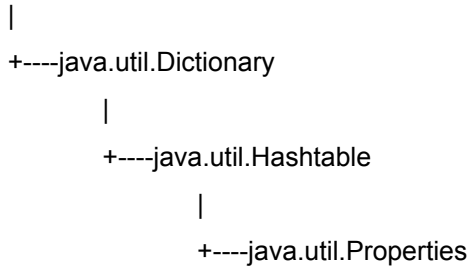 |
+----java.util.Dictionary
|
+----java.util.Hashtable
|
+----java.util.Properties